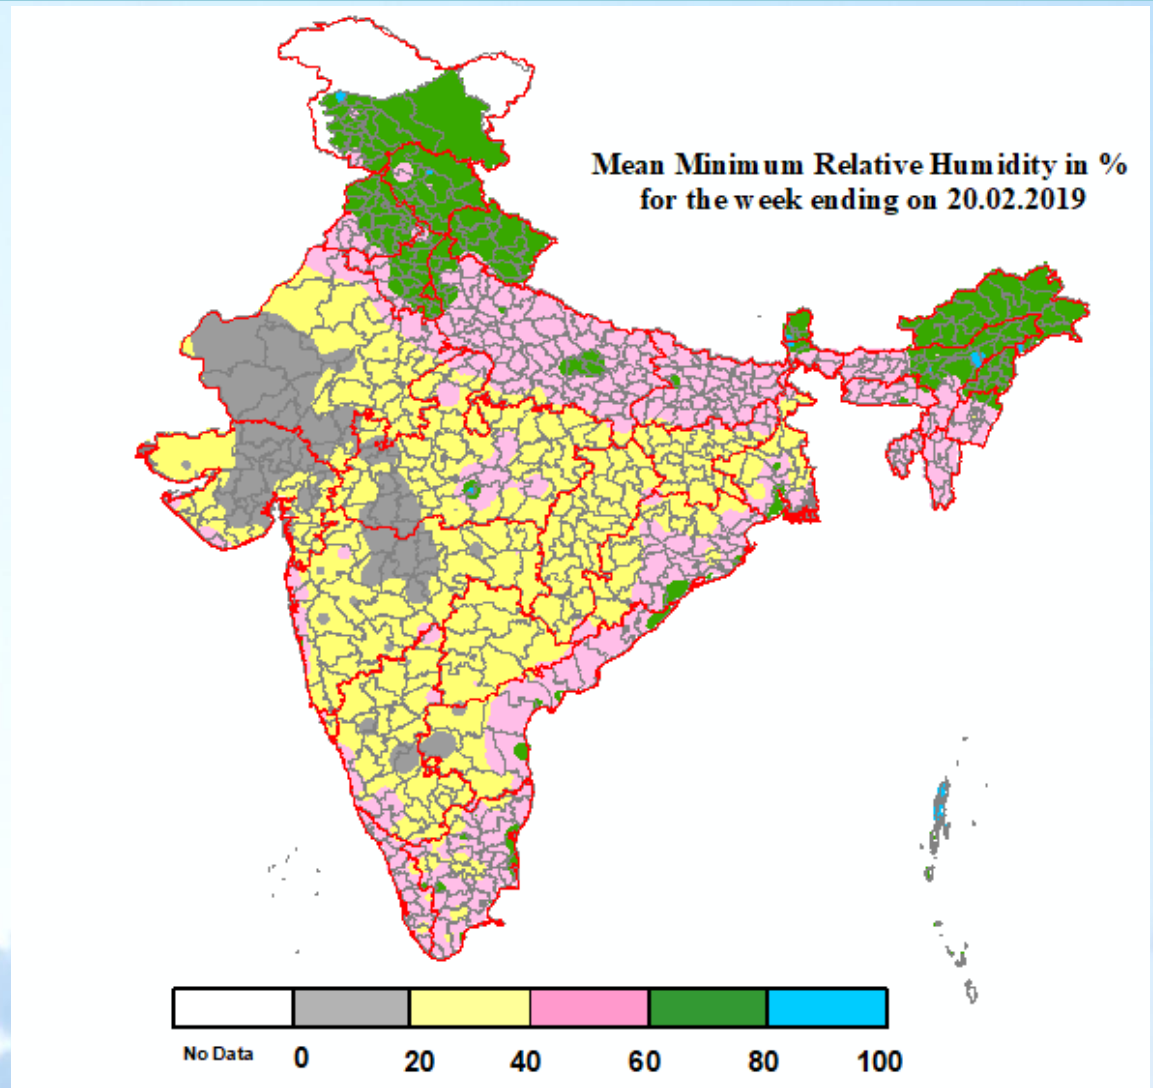 Mean Minimum Relative Humidity in %
for the week ending on 20.02.2019
No Data 0 20 40 60 80 100